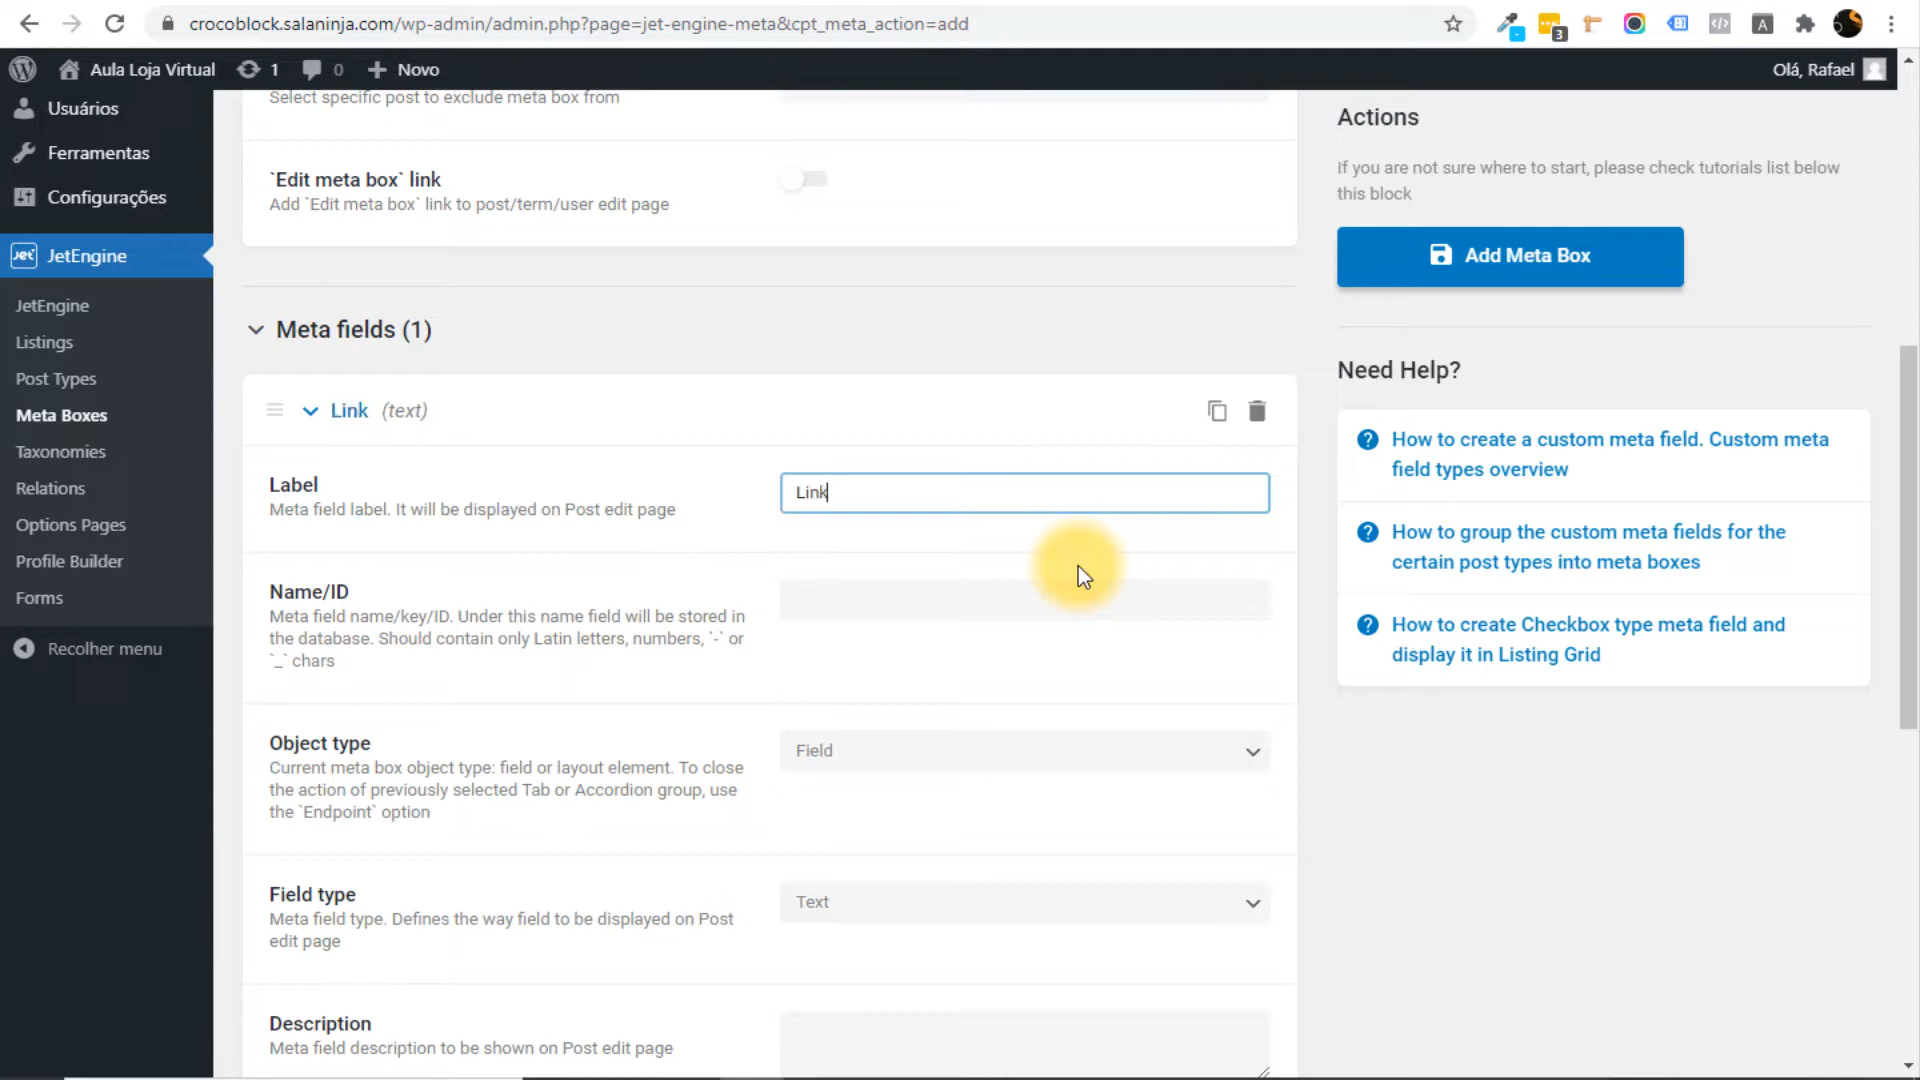 crocoblock.salaninja.com/wp-admin/admin.php?page=jet-engine-meta&cpt_meta_action=add
3
A
Aula Loja Virtual
1
0
Novo
Olá, Rafael
Usuários
Ferramentas
Configurações
Jet
JetEngine
JetEngine
Listings
Post Types
Meta Boxes
Taxonomies
Relations
Options Pages
Profile Builder
Forms
Recolher menu
Select specific post to exclude meta box from
`Edit meta box` link
Add `Edit meta box` link to post/term/user edit page
Meta fields (1)
Link (text)
Label
Meta field label. It will be displayed on Post edit page
Link
Name/ID
Meta field name/key/ID. Under this name field will be stored in
the database. Should contain only Latin letters, numbers, `-` or
`_` chars
Object type
Current meta box object type: field or layout element. To close
the action of previously selected Tab or Accordion group, use
the `Endpoint` option
Field
Field type
Meta field type. Defines the way field to be displayed on Post
edit page
Text
Description
Meta field description to be shown on Post edit page
Actions
If you are not sure where to start, please check tutorials list below
this block
Add Meta Box
Need Help?
How to create a custom meta field. Custom meta
field types overview
How to group the custom meta fields for the
certain post types into meta boxes
How to create Checkbox type meta field and
display it in Listing Grid